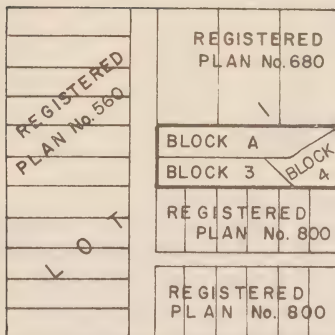 REGISTERED
PLAN No. 560
LOT
REGISTERED
PLAN No. 680
BLOCK A
BLOCK 3
BLOCK
4
REGISTERED
PLAN No. 800
REGISTERED
PLAN No. 800